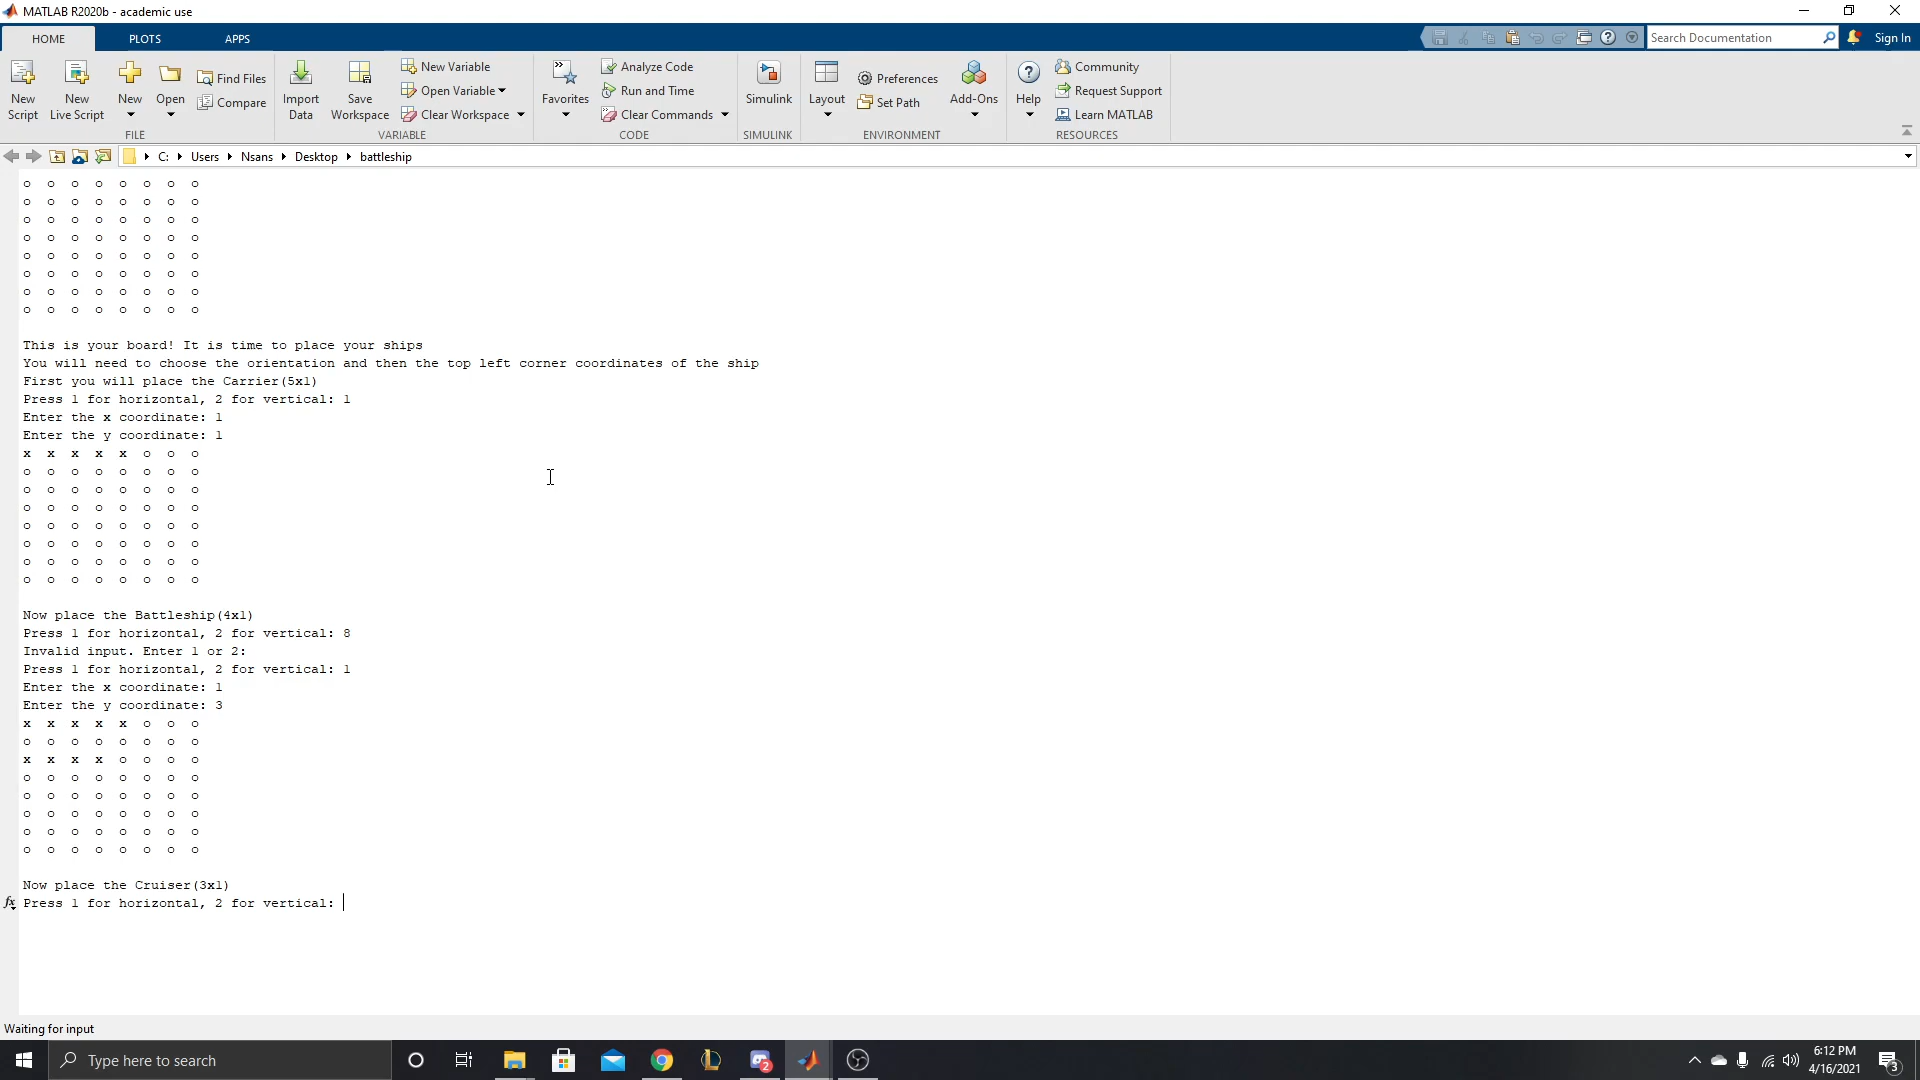 MATLAB R2020b - academic use
HOME PLOTS APPS
Search Documentation
Sign In
New Script
New Live Script
New
Open
Find Files
Compare
FILE
Import Data
Save Workspace
New Variable
Open Variable
Clear Workspace
VARIABLE
Favorites
Analyze Code
Run and Time
Clear Commands
CODE
Simulink
SIMULINK
Layout
Preferences
Set Path
Add-Ons
ENVIRONMENT
Help
Community
Request Support
Learn MATLAB
RESOURCES
C: Users Nsans Desktop battleship
o o o o o o o o
o o o o o o o o
o o o o o o o o
o o o o o o o o
o o o o o o o o
o o o o o o o o
o o o o o o o o
o o o o o o o o
This is your board! It is time to place your ships
You will need to choose the orientation and then the top left corner coordinates of the ship
First you will place the Carrier(5x1)
Press 1 for horizontal, 2 for vertical: 1
Enter the x coordinate: 1
Enter the y coordinate: 1
x x x x x o o o
o o o o o o o o
o o o o o o o o
o o o o o o o o
o o o o o o o o
o o o o o o o o
o o o o o o o o
o o o o o o o o
Now place the Battleship(4x1)
Press 1 for horizontal, 2 for vertical: 8
Invalid input. Enter 1 or 2:
Press 1 for horizontal, 2 for vertical: 1
Enter the x coordinate: 1
Enter the y coordinate: 3
x x x x x o o o
o o o o o o o o
x x x x o o o o
o o o o o o o o
o o o o o o o o
o o o o o o o o
o o o o o o o o
o o o o o o o o
Now place the Cruiser(3x1)
fx Press 1 for horizontal, 2 for vertical:
Waiting for input
Type here to search
2
6:12 PM
4/16/2021
3